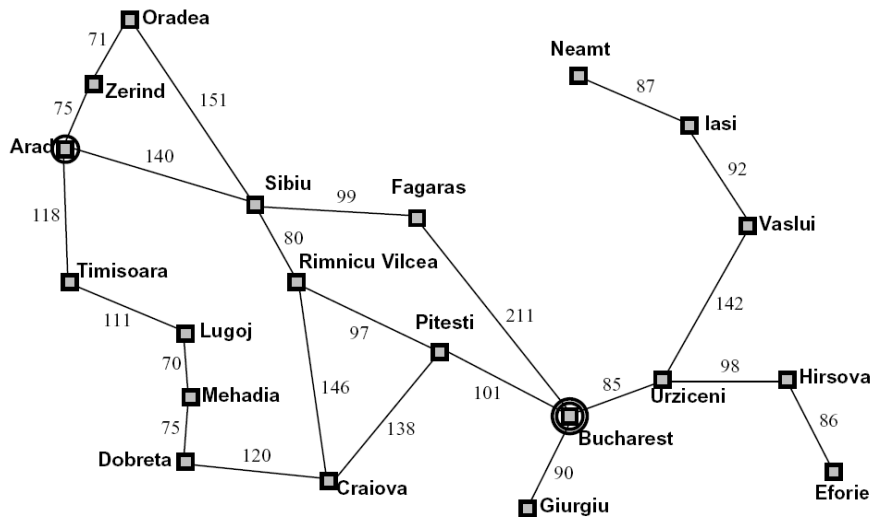 Oradea
71
Neamt
87
Zerind
151
75
Iasi
Arad
140
92
Sibiu
99
Fagaras
118
80
Vaslui
Timisoara
Rimnicu Vilcea
142
111
97
Pitesti
211
Lugoj
70
98
Hirsova
146
101
85
Urziceni
Mehadia
75
138
86
Bucharest
Dobreta
120
90
Craiova
Eforie
Giurgiu